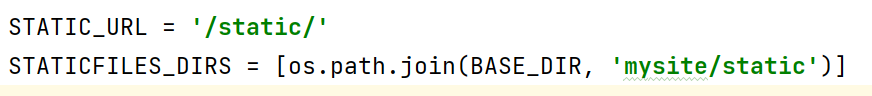 STATIC_URL = '/static/'
STATICFILES_DIRS = [os.path.join(BASE_DIR, 'mysite/static')]